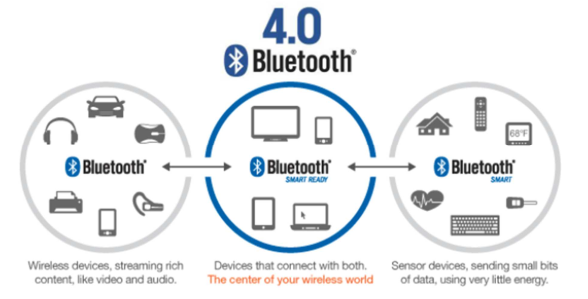 4.0
Bluetooth®
Bluetooth®
Bluetooth®
SMART READY
Bluetooth®
SMART
68°F
Wireless devices, streaming rich
content, like video and audio.
Devices that connect with both.
The center of your wireless world
Sensor devices, sending small bits
of data, using very little energy.